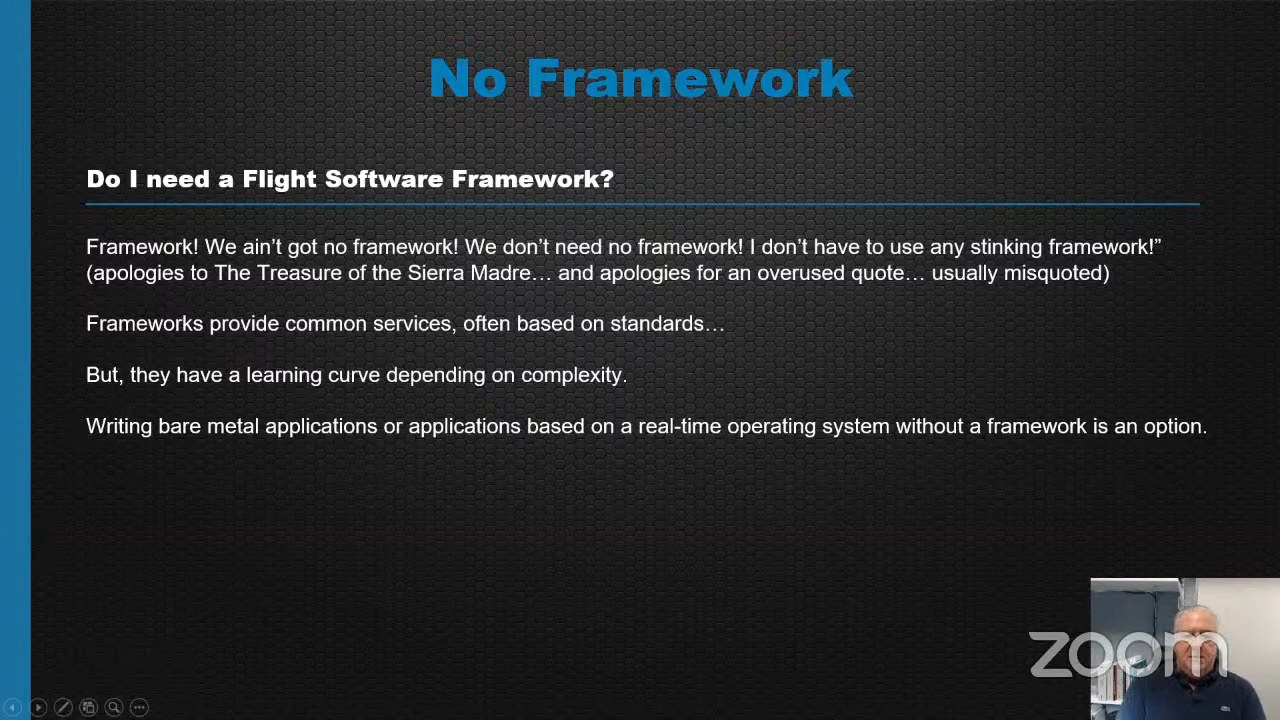 No Framework
Do I need a Flight Software Framework?
Framework! We ain’t got no framework! We don’t need no framework! I don’t have to use any stinking framework!”
(apologies to The Treasure of the Sierra Madre… and apologies for an overused quote… usually misquoted)
Frameworks provide common services, often based on standards…
But, they have a learning curve depending on complexity.
Writing bare metal applications or applications based on a real-time operating system without a framework is an option.
zoom